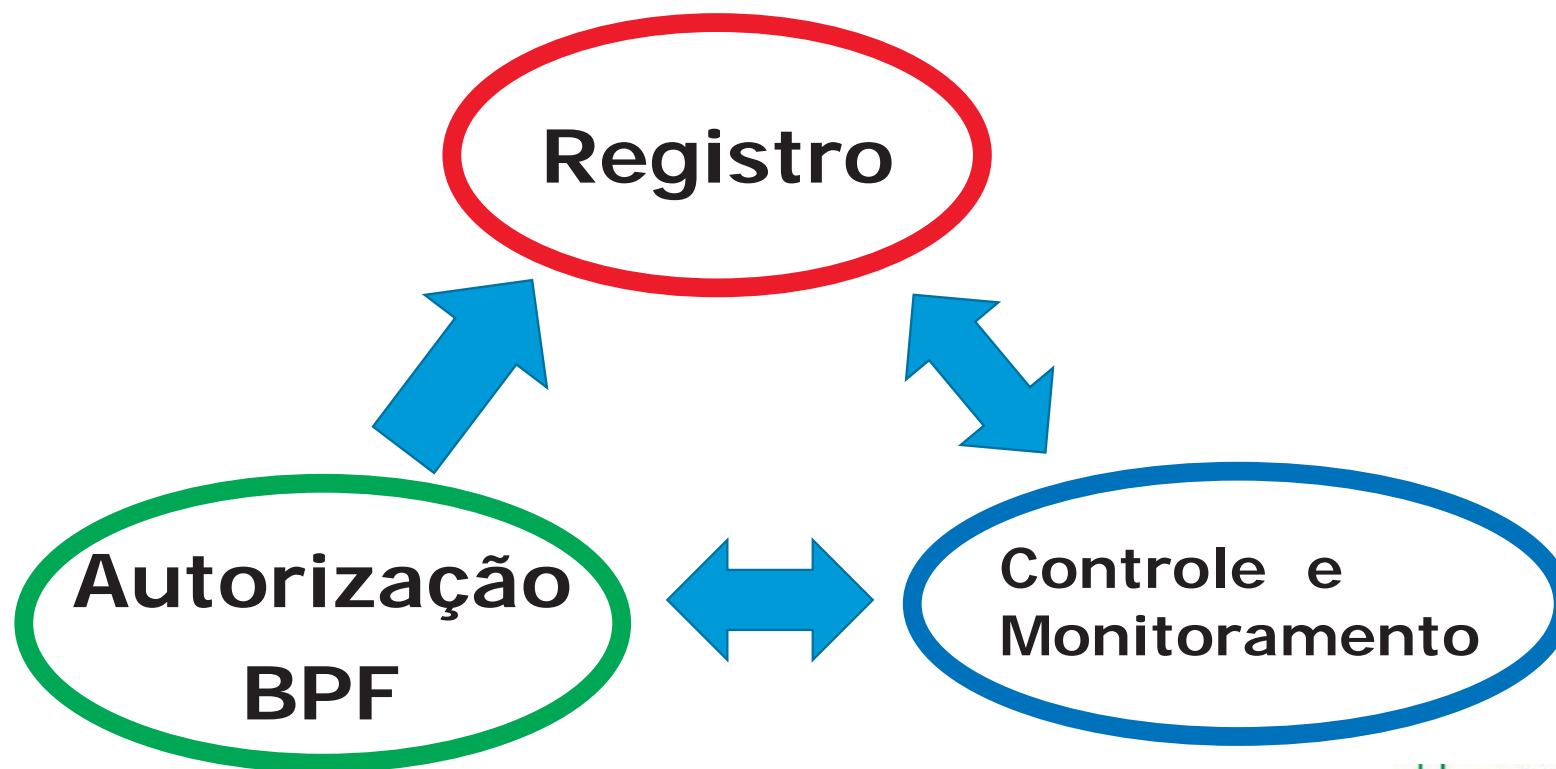 Registro
Autorização
BPF
Controle e
Monitoramento